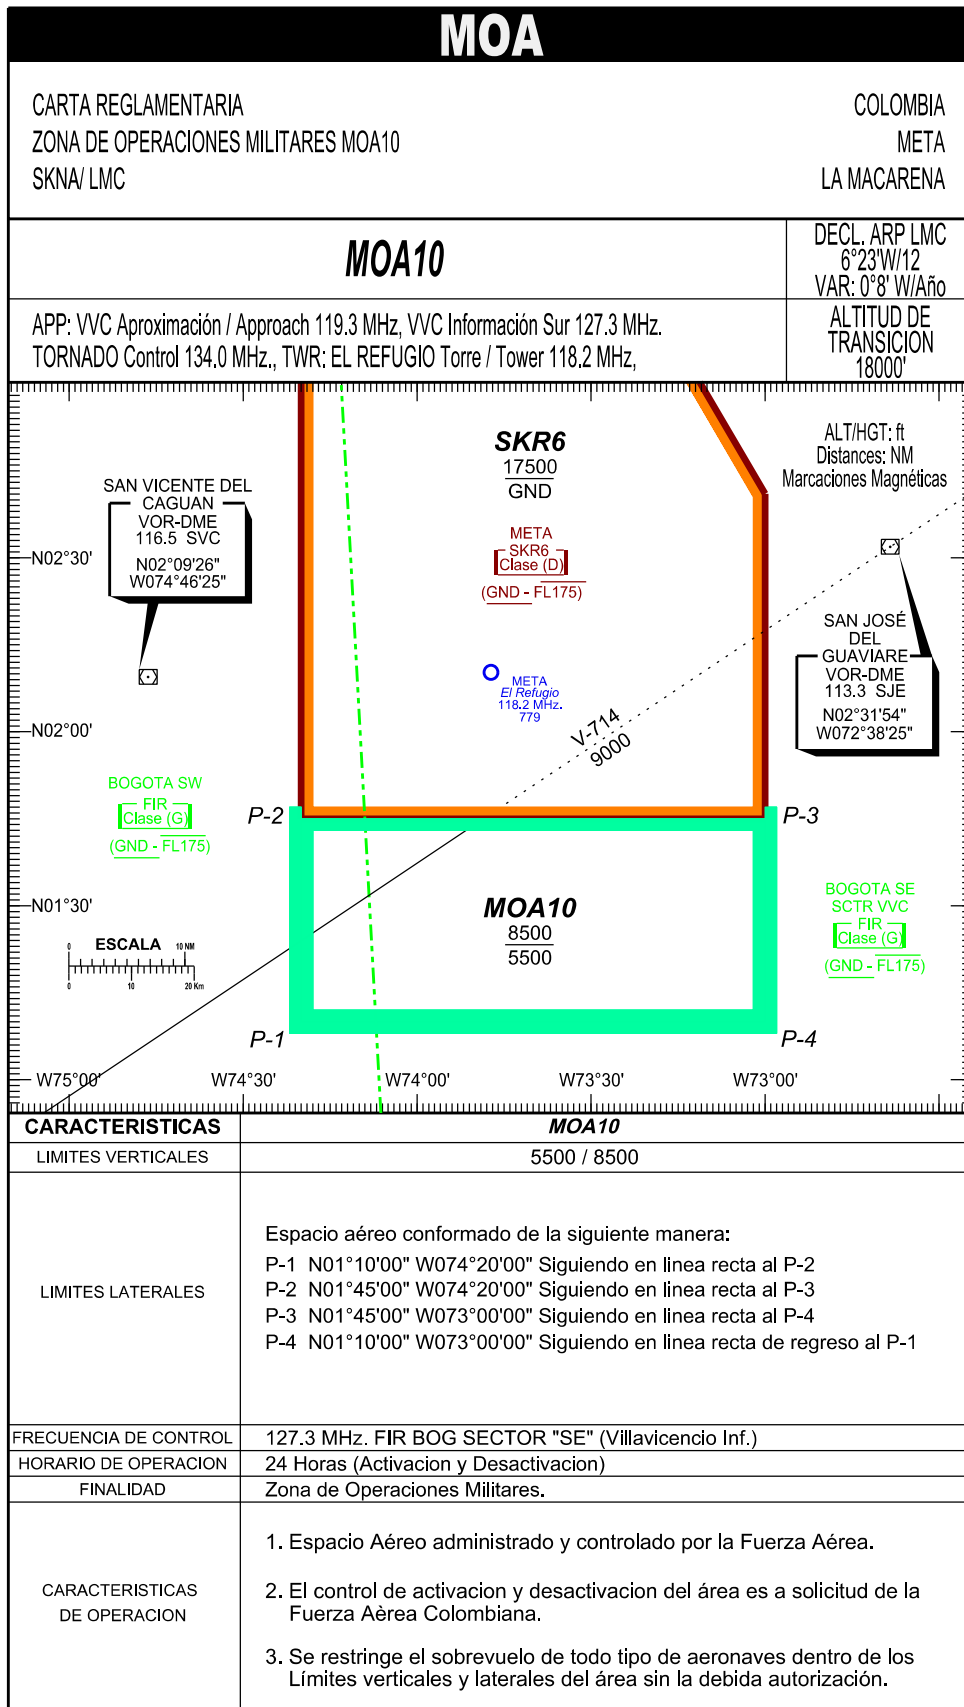 MOA
CARTA REGLAMENTARIA
ZONA DE OPERACIONES MILITARES MOA10
SKNA/ LMC
COLOMBIA
META
LA MACARENA
MOA10
DECL. ARP LMC
6°23'W/12
VAR: 0°8' W/Año
APP: VVC Aproximación / Approach 119.3 MHz, VVC Información Sur 127.3 MHz.
TORNADO Control 134.0 MHz., TWR: EL REFUGIO Torre / Tower 118.2 MHz,
ALTITUD DE
TRANSICION
18000'
SKR6
17500
GND
META
SKR6
Clase (D)
(GND - FL175)
ALT/HGT: ft
Distances: NM
Marcaciones Magnéticas
SAN VICENTE DEL
CAGUAN
VOR-DME
116.5 SVC
N02°09'26"
W074°46'25"
N02°30'
SAN JOSÉ
DEL
GUAVIARE
VOR-DME
113.3 SJE
N02°31'54"
W072°38'25"
META
El Refugio
118.2 MHz.
779
N02°00'
V-714
9000
BOGOTA SW
FIR
Clase (G)
(GND - FL175)
P-2
P-3
N01°30'
MOA10
8500
5500
BOGOTA SE
SCTR VVC
FIR
Clase (G)
(GND - FL175)
0 ESCALA 10 NM
0 10 20 Km
P-1
P-4
W75°00'
W74°30'
W74°00'
W73°30'
W73°00'
CARACTERISTICAS
MOA10
LIMITES VERTICALES
5500 / 8500
LIMITES LATERALES
Espacio aéreo conformado de la siguiente manera:
P-1 N01°10'00" W074°20'00" Siguiendo en linea recta al P-2
P-2 N01°45'00" W074°20'00" Siguiendo en linea recta al P-3
P-3 N01°45'00" W073°00'00" Siguiendo en linea recta al P-4
P-4 N01°10'00" W073°00'00" Siguiendo en linea recta de regreso al P-1
FRECUENCIA DE CONTROL
127.3 MHz. FIR BOG SECTOR "SE" (Villavicencio Inf.)
HORARIO DE OPERACION
24 Horas (Activacion y Desactivacion)
FINALIDAD
Zona de Operaciones Militares.
CARACTERISTICAS
DE OPERACION
1. Espacio Aéreo administrado y controlado por la Fuerza Aérea.
2. El control de activacion y desactivacion del área es a solicitud de la
Fuerza Aèrea Colombiana.
3. Se restringe el sobrevuelo de todo tipo de aeronaves dentro de los
Límites verticales y laterales del área sin la debida autorización.